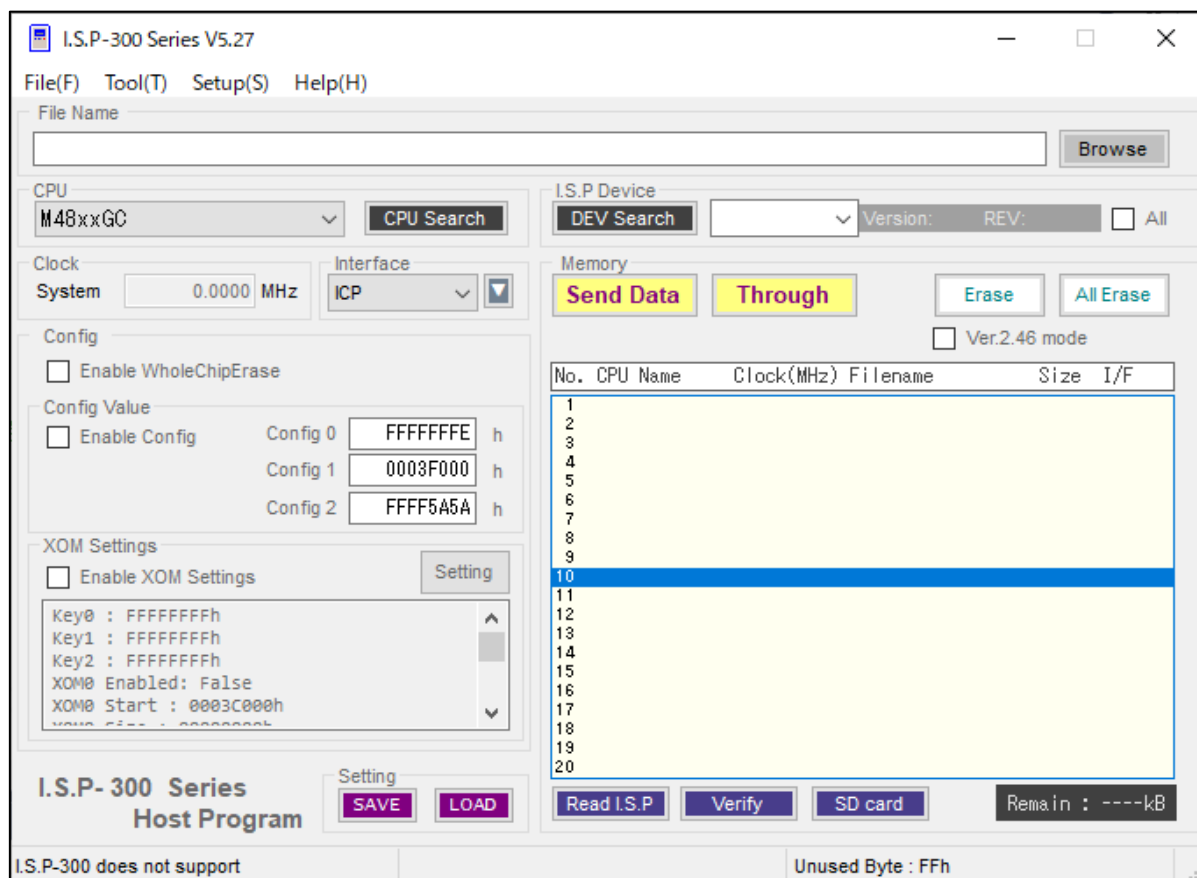 I.S.P-300 Series V5.27
File(F) Tool(T) Setup(S) Help(H)
File Name
Browse
CPU
M48xxGC
CPU Search
I.S.P Device
DEV Search
Version: REV:
All
Clock
System 0.0000 MHz
Interface
ICP
Memory
Send Data
Through
Erase
All Erase
Ver.2.46 mode
Config
Enable WholeChipErase
Config Value
Enable Config
Config 0 FFFFFFFE h
Config 1 0003F000 h
Config 2 FFFF5A5A h
XOM Settings
Enable XOM Settings
Setting
Key0 : FFFFFFFFh
Key1 : FFFFFFFFh
Key2 : FFFFFFFFh
XOM0 Enabled: False
XOM0 Start : 0003C000h
No. CPU Name Clock(MHz) Filename Size I/F
1
2
3
4
5
6
7
8
9
10
11
12
13
14
15
16
17
18
19
20
I.S.P- 300 Series
Host Program
Setting
SAVE
LOAD
Read I.S.P
Verify
SD card
Remain : ----kB
I.S.P-300 does not support
Unused Byte : FFh